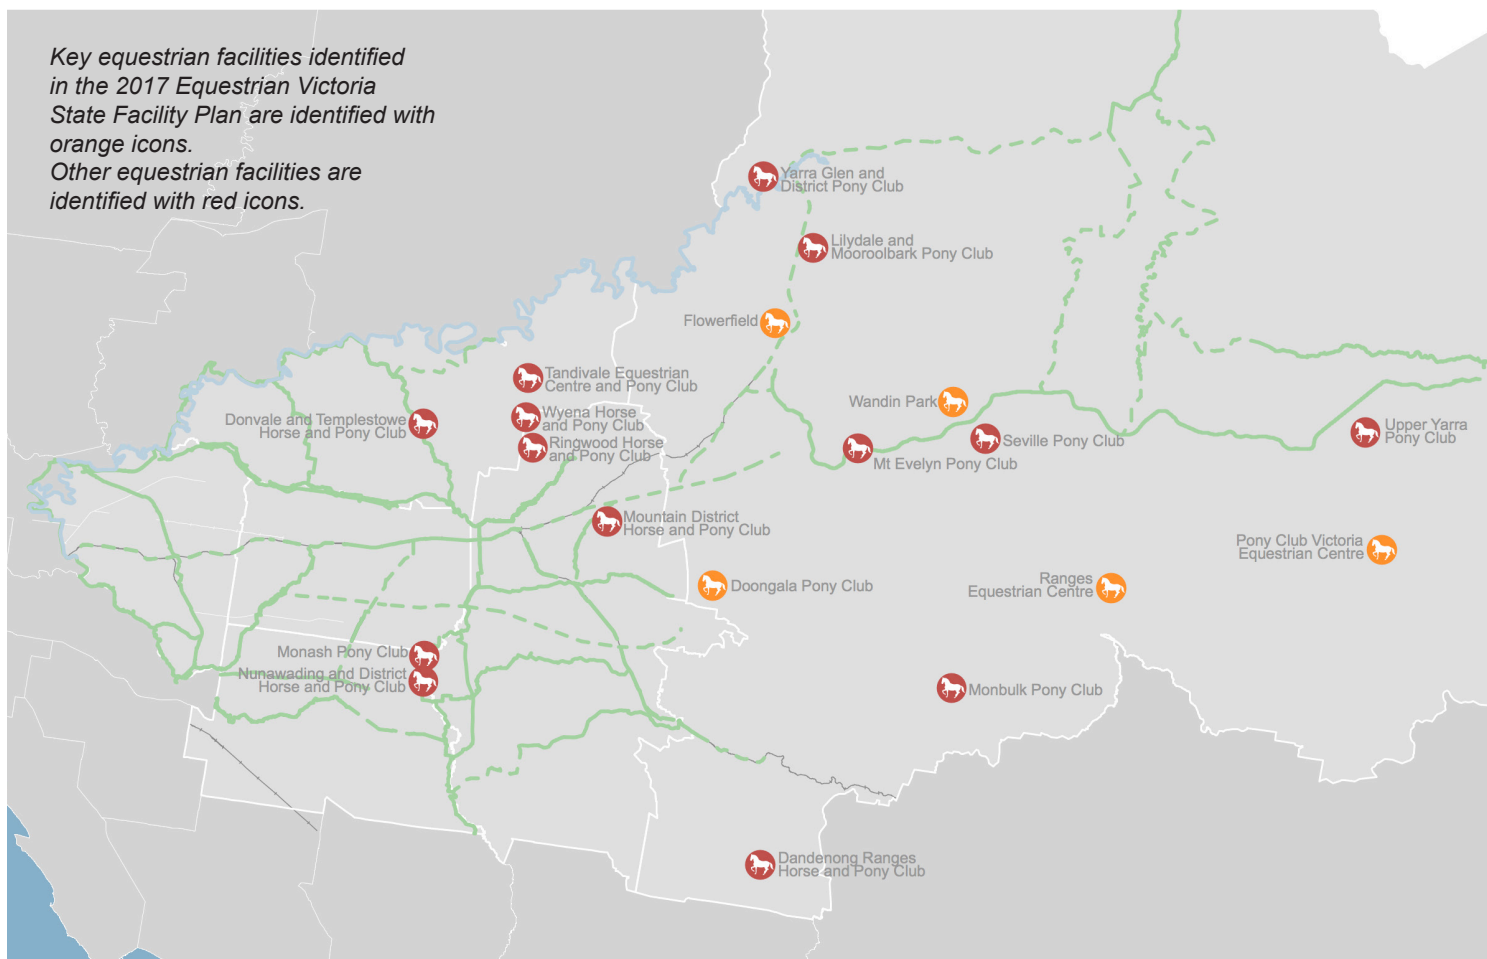 Key equestrian facilities identified
in the 2017 Equestrian Victoria
State Facility Plan are identified with
orange icons.
Other equestrian facilities are
identified with red icons.
Yarra Glen and
District Pony Club
Lilydale and
Mooroolbark Pony Club
Flowerfield
Tandivale Equestrian
Centre and Pony Club
Wyena Horse
and Pony Club
Donvale and Templestowe
Horse and Pony Club
Ringwood Horse
and Pony Club
Wandin Park
Seville Pony Club
Mt Evelyn Pony Club
Upper Yarra
Pony Club
Mountain District
Horse and Pony Club
Pony Club Victoria
Equestrian Centre
Doongala Pony Club
Ranges
Equestrian Centre
Monash Pony Club
Nunawading and District
Horse and Pony Club
Monbulk Pony Club
Dandenong Ranges
Horse and Pony Club